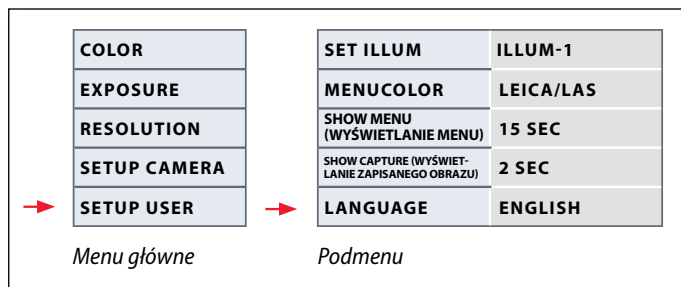 COLOR
EXPOSURE
RESOLUTION
SETUP CAMERA
SETUP USER
Menu główne
SET ILLUM ILLUM-1
MENUCOLOR LEICA/LAS
SHOW MENU
(WYŚWIETLANIE MENU) 15 SEC
SHOW CAPTURE (WYŚWIET-
LANIE ZAPISANEGO OBRAZU) 2 SEC
LANGUAGE ENGLISH
Podmenu